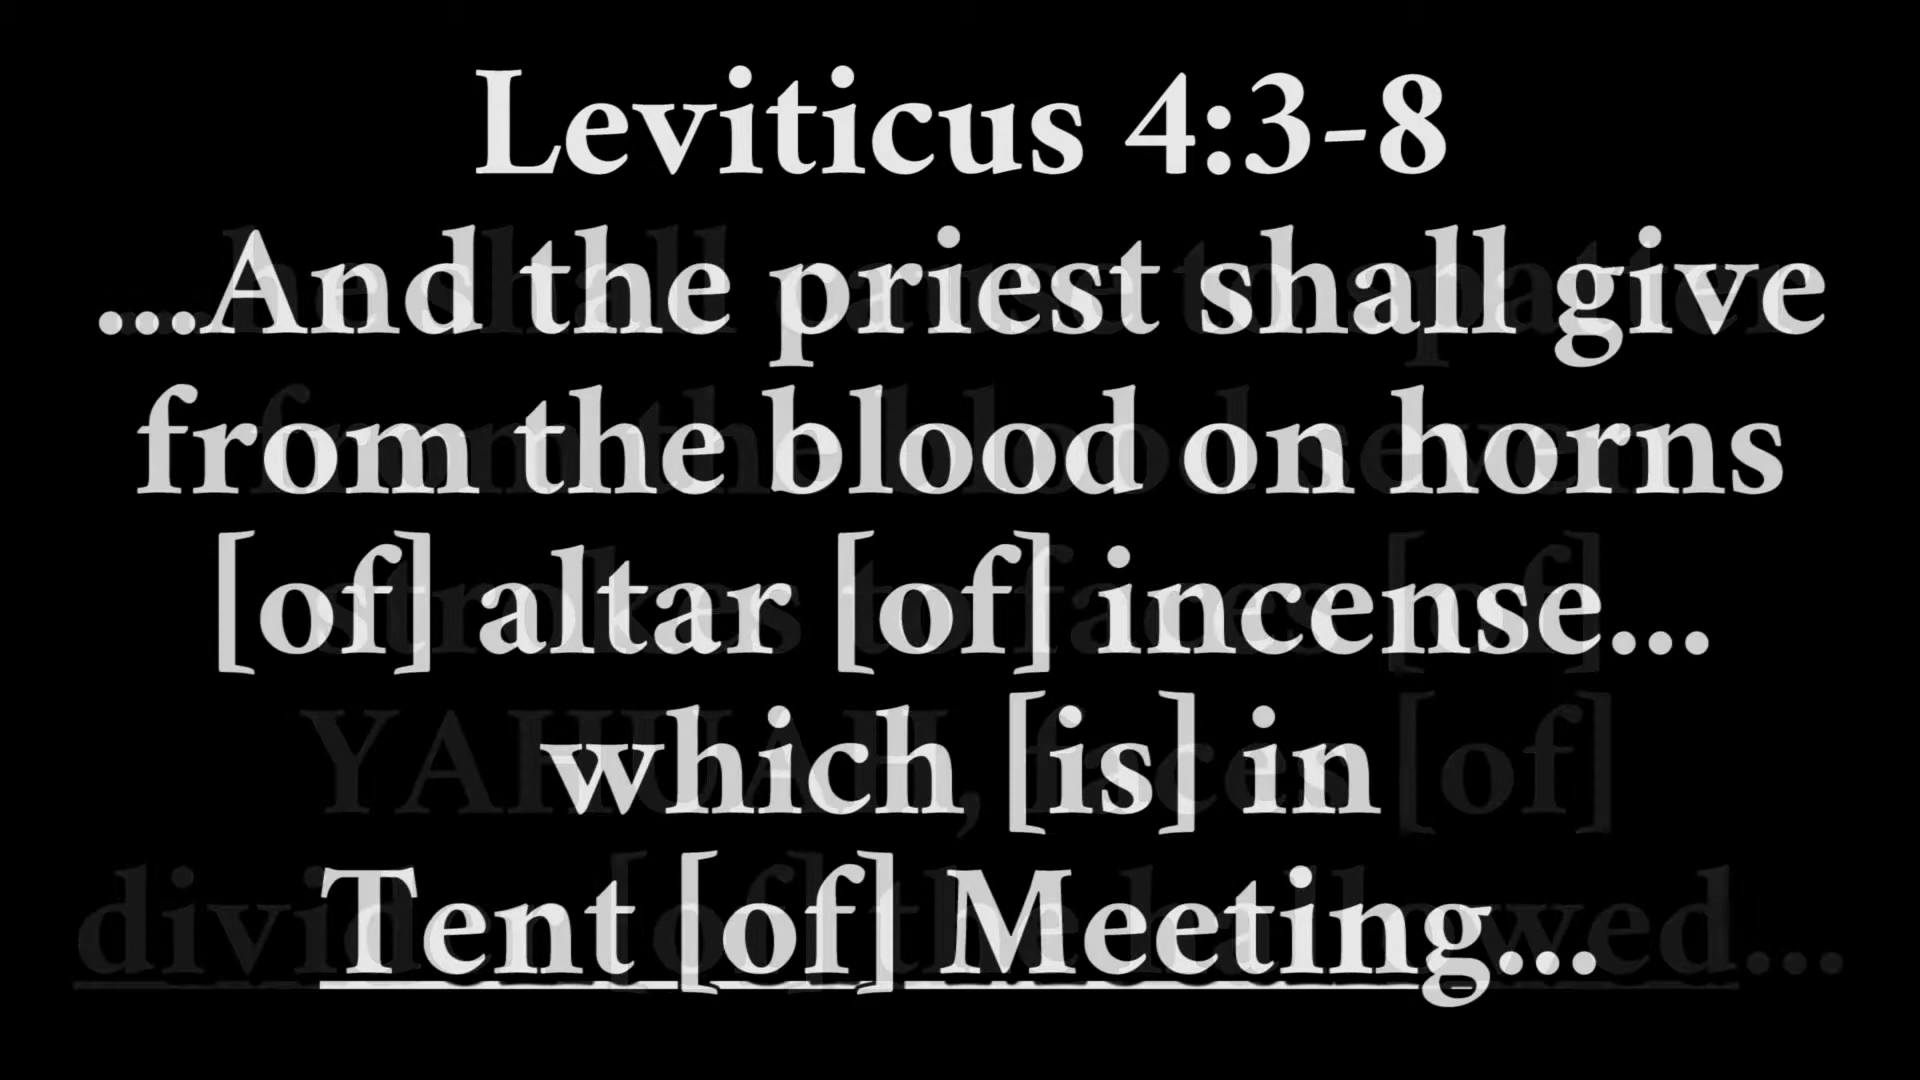 Leviticus 4:3-8
...And the priest shall give
from the blood on horns
[of] altar [of] incense...
which [is] in
Tent [of] Meeting...